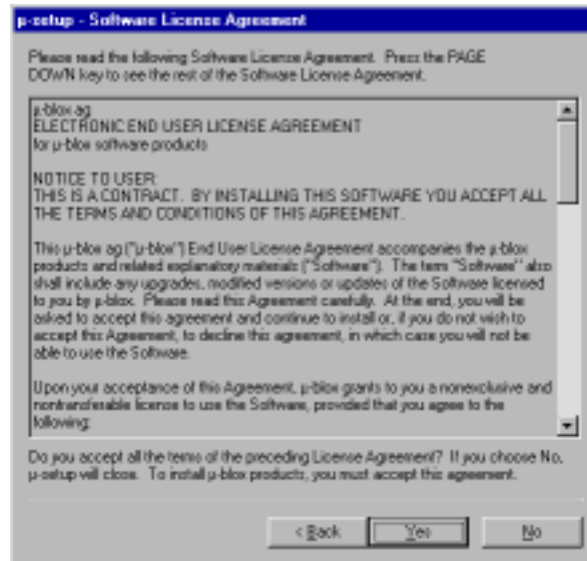 µ-setup - Software License Agreement
Please read the following Software License Agreement. Press the PAGE
DOWN key to see the rest of the Software License Agreement.
µ-blox ag
ELECTRONIC END USER LICENSE AGREEMENT
for µ-blox software products
NOTICE TO USER:
THIS IS A CONTRACT. BY INSTALLING THIS SOFTWARE YOU ACCEPT ALL
THE TERMS AND CONDITIONS OF THIS AGREEMENT.
This µ-blox ag ("µ-blox") End User License Agreement accompanies the µ-blox
products and related explanatory materials ("Software"). The term "Software" also
shall include any upgrades, modified versions or updates of the Software licensed
to you by µ-blox. Please read this Agreement carefully. At the end, you will be
asked to accept this agreement and continue to install or, if you do not wish to
accept this Agreement, to decline this agreement, in which case you will not be
able to use the Software.
Upon your acceptance of this Agreement, µ-blox grants to you a nonexclusive and
nontransferable license to use the Software, provided that you agree to the
following:
Do you accept all the terms of the preceding License Agreement? If you choose No,
µ-setup will close. To install µ-blox products, you must accept this agreement.
< Back Yes No